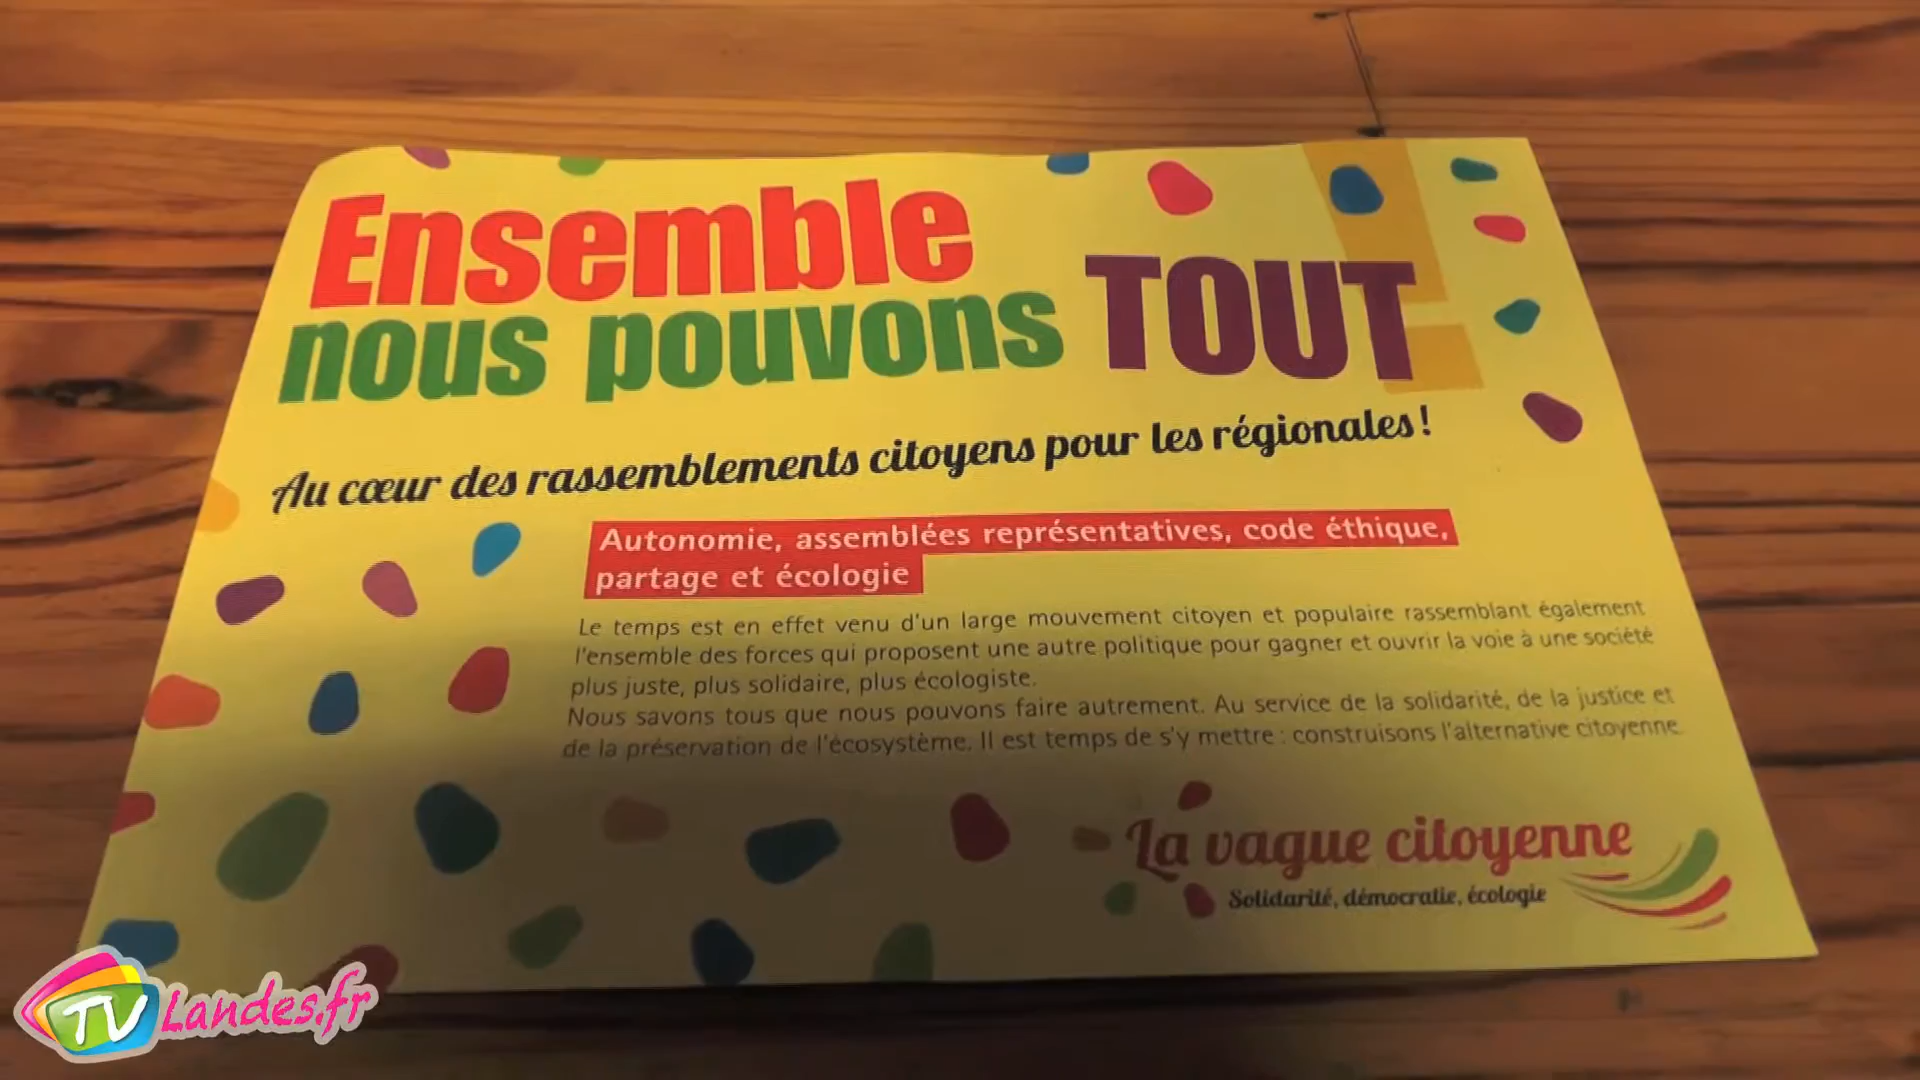 Ensemble
nous pouvons TOUT !
Au cœur des rassemblements citoyens pour les régionales !
Autonomie, assemblées représentatives, code éthique,
partage et écologie
Le temps est en effet venu d'un large mouvement citoyen et populaire rassemblant également
l'ensemble des forces qui proposent une autre politique pour gagner et ouvrir la voie à une société
plus juste, plus solidaire, plus écologiste.
Nous savons tous que nous pouvons faire autrement. Au service de la solidarité, de la justice et
de la préservation de l'écosystème. Il est temps de s'y mettre : construisons l'alternative citoyenne.
La vague citoyenne
Solidarité, démocratie, écologie
TV Landes.fr